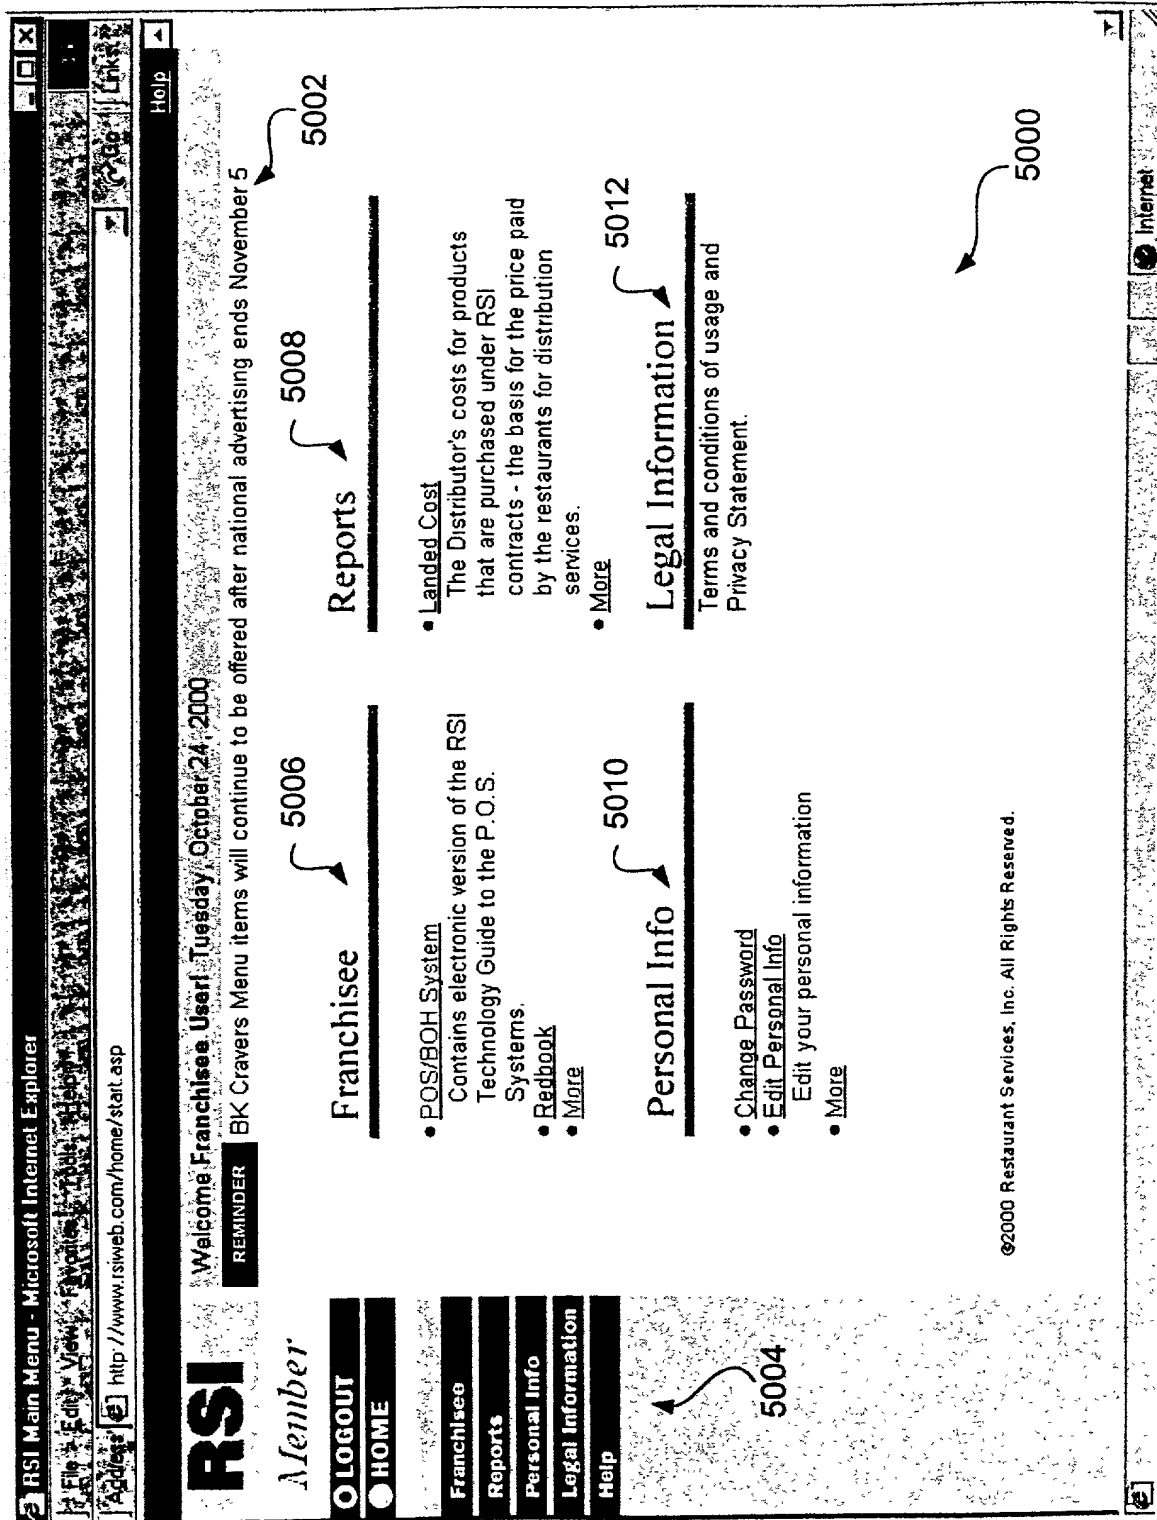 RSI Main Menu - Microsoft Internet Explorer
File Edit View Favorites Tools Help
Address http://www.rsiweb.com/home/start.asp Go Links
Help
RSI
Welcome Franchisee User! Tuesday, October 24, 2000
REMINDER BK Cravers Menu items will continue to be offered after national advertising ends November 5
5002
Member
LOGOUT
HOME
Franchisee
Reports
Personal Info
Legal Information
Help
5004
5006
Franchisee
• POS/BOH System
Contains electronic version of the RSI
Technology Guide to the P.O.S.
Systems.
• Redbook
• More
5008
Reports
• Landed Cost
The Distributor's costs for products
that are purchased under RSI
contracts - the basis for the price paid
by the restaurants for distribution
services.
• More
5010
Personal Info
• Change Password
• Edit Personal Info
Edit your personal information
• More
5012
Legal Information
Terms and conditions of usage and
Privacy Statement.
5000
©2000 Restaurant Services, Inc. All Rights Reserved.
Internet